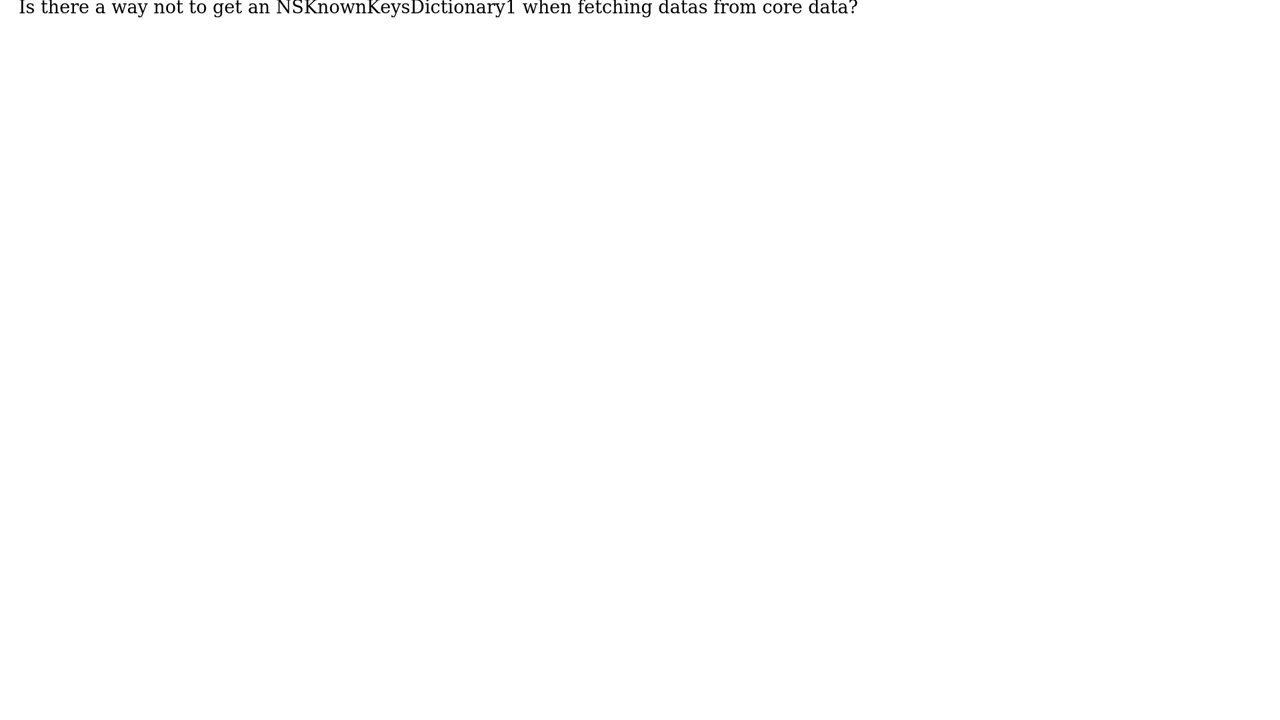 Is there a way not to get an NSKnownKeysDictionary1 when fetching datas from core data?